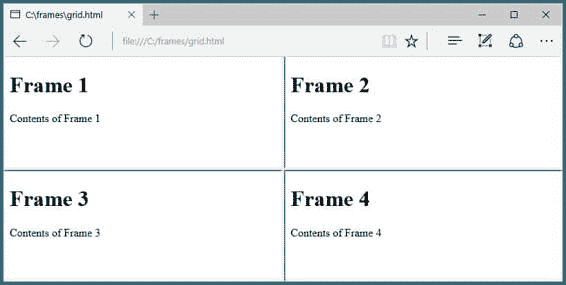 C:\frames\grid.html
file:///C:/frames/grid.html
Frame 1
Contents of Frame 1
Frame 2
Contents of Frame 2
Frame 3
Contents of Frame 3
Frame 4
Contents of Frame 4